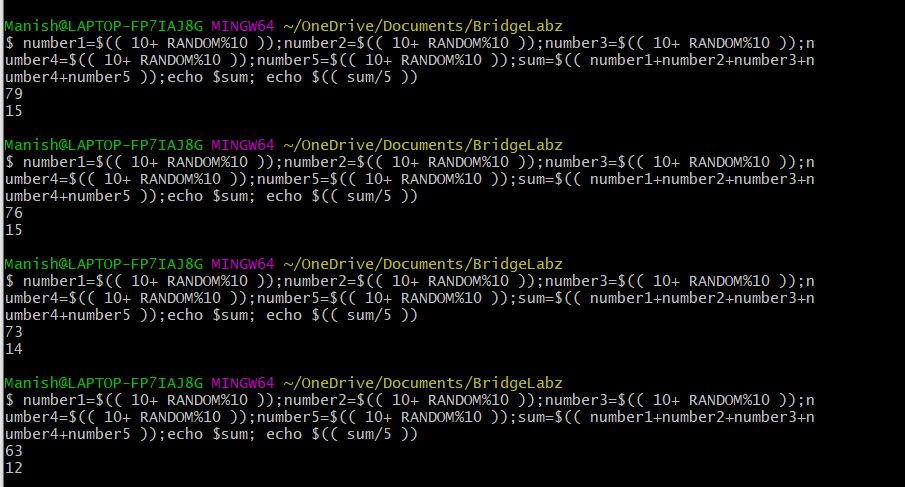 Manish@LAPTOP-FP7IAJ8G MINGW64 ~/OneDrive/Documents/BridgeLabz
$ number1=$(( 10+ RANDOM%10 ));number2=$(( 10+ RANDOM%10 ));number3=$(( 10+ RANDOM%10 ));n
umber4=$(( 10+ RANDOM%10 ));number5=$(( 10+ RANDOM%10 ));sum=$(( number1+number2+number3+n
umber4+number5 ));echo $sum; echo $(( sum/5 ))
79
15
Manish@LAPTOP-FP7IAJ8G MINGW64 ~/OneDrive/Documents/BridgeLabz
$ number1=$(( 10+ RANDOM%10 ));number2=$(( 10+ RANDOM%10 ));number3=$(( 10+ RANDOM%10 ));n
umber4=$(( 10+ RANDOM%10 ));number5=$(( 10+ RANDOM%10 ));sum=$(( number1+number2+number3+n
umber4+number5 ));echo $sum; echo $(( sum/5 ))
76
15
Manish@LAPTOP-FP7IAJ8G MINGW64 ~/OneDrive/Documents/BridgeLabz
$ number1=$(( 10+ RANDOM%10 ));number2=$(( 10+ RANDOM%10 ));number3=$(( 10+ RANDOM%10 ));n
umber4=$(( 10+ RANDOM%10 ));number5=$(( 10+ RANDOM%10 ));sum=$(( number1+number2+number3+n
umber4+number5 ));echo $sum; echo $(( sum/5 ))
73
14
Manish@LAPTOP-FP7IAJ8G MINGW64 ~/OneDrive/Documents/BridgeLabz
$ number1=$(( 10+ RANDOM%10 ));number2=$(( 10+ RANDOM%10 ));number3=$(( 10+ RANDOM%10 ));n
umber4=$(( 10+ RANDOM%10 ));number5=$(( 10+ RANDOM%10 ));sum=$(( number1+number2+number3+n
umber4+number5 ));echo $sum; echo $(( sum/5 ))
63
12